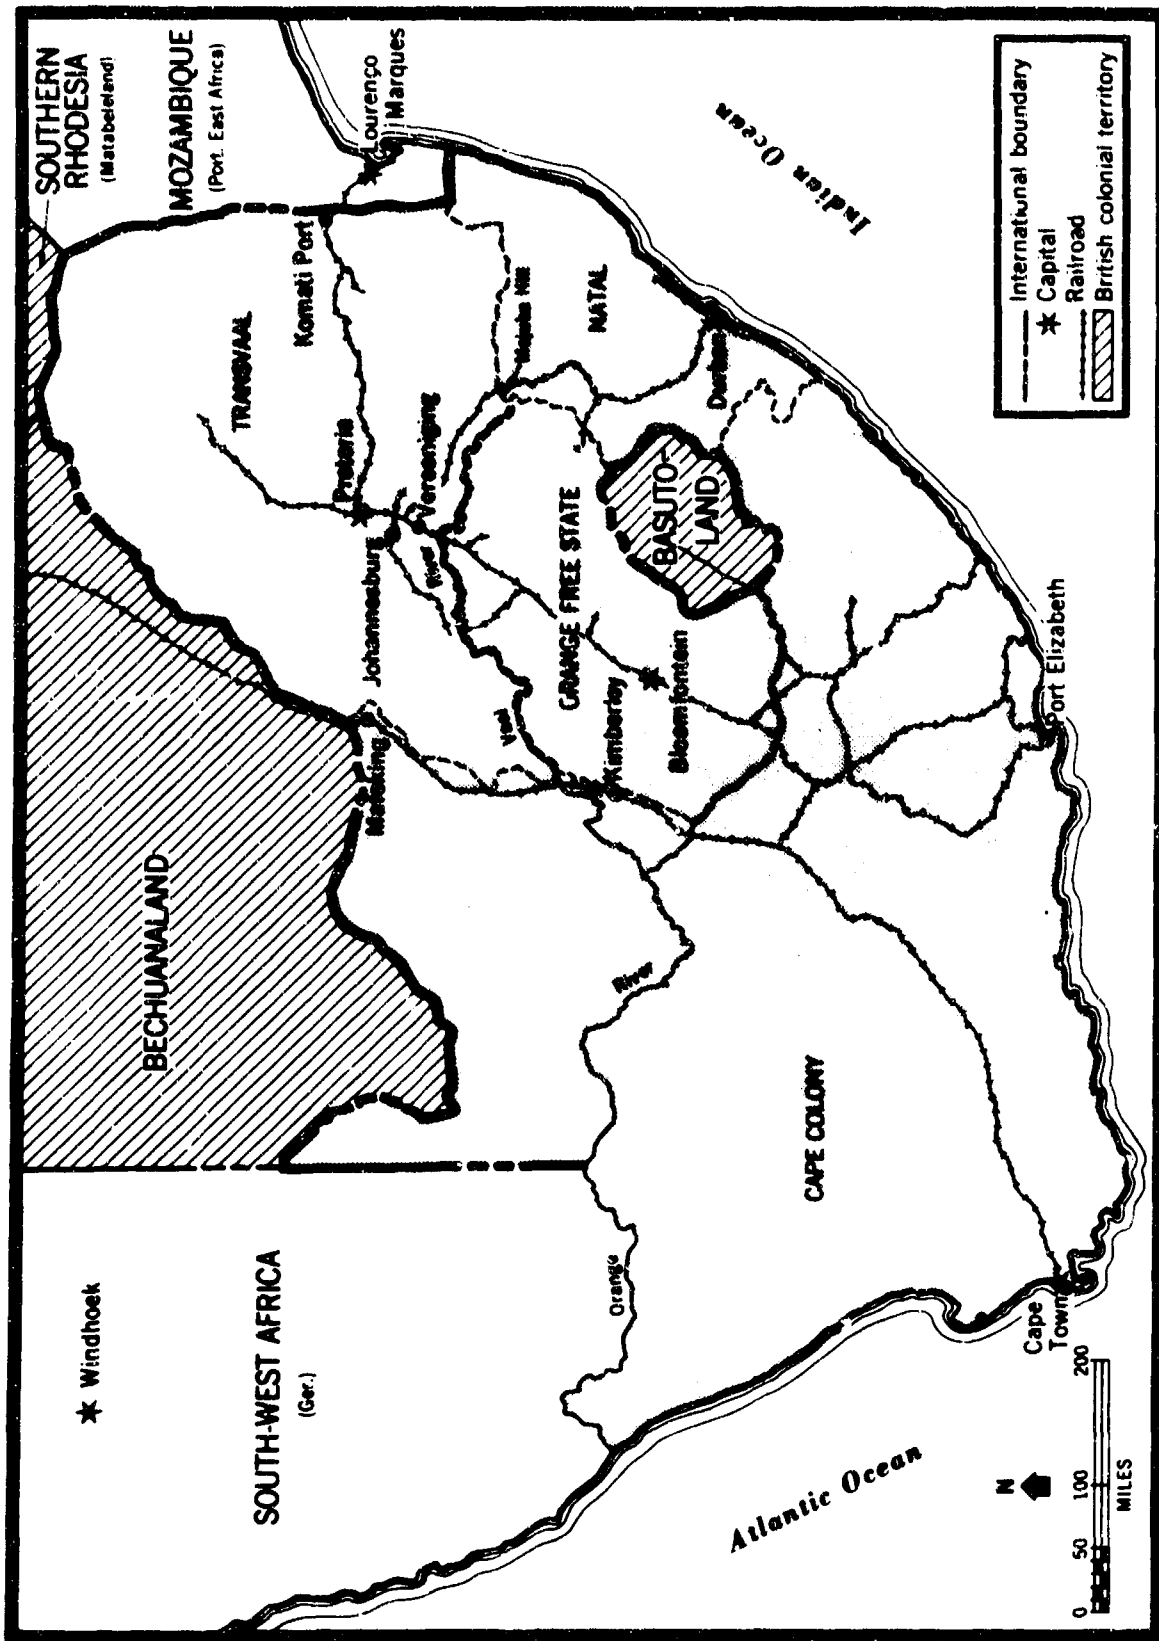 SOUTHERN
RHODESIA
(Matabeleland)
MOZAMBIQUE
(Port. East Africa)
Lourenço
Marques
Komati Port
TRANSVAAL
Pretoria
Vereeniging
Johannesburg
River
Majuba Hill
NATAL
Durban
Indian Ocean
BECHUANALAND
Mafeking
Vaal
ORANGE FREE STATE
BASUTO-
LAND
Kimberley
Bloemfontein
Port Elizabeth
Windhoek
SOUTH-WEST AFRICA
(Ger.)
Orange
River
CAPE COLONY
Cape
Town
Atlantic Ocean
N
0 50 100 200
MILES
International boundary
Capital
Railroad
British colonial territory